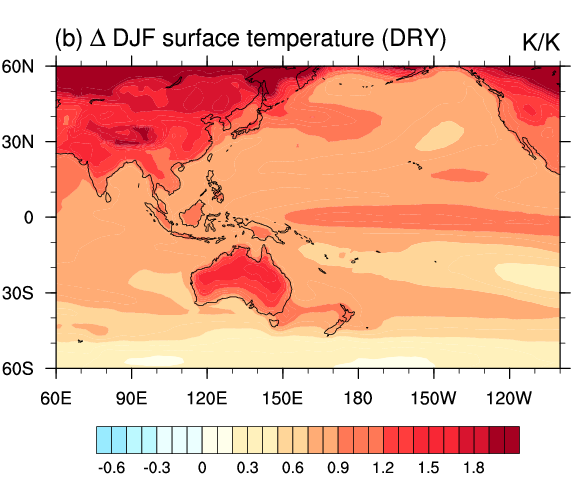 (b) Δ DJF surface temperature (DRY) K/K
60N
30N
0
30S
60S
60E 90E 120E 150E 180 150W 120W
-0.6 -0.3 0 0.3 0.6 0.9 1.2 1.5 1.8